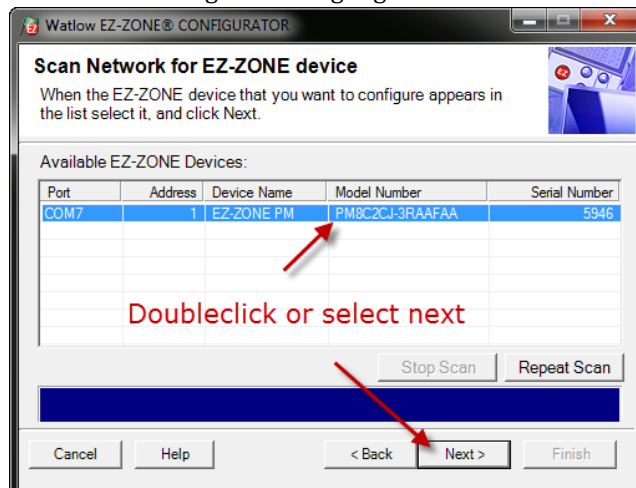 Watlow EZ-ZONE® CONFIGURATOR
Scan Network for EZ-ZONE device
When the EZ-ZONE device that you want to configure appears in
the list select it, and click Next.
Available EZ-ZONE Devices:
Port Address Device Name Model Number Serial Number
COM7 1 EZ-ZONE PM PM8C2CJ-3RAAFAA 5946
Doubleclick or select next
Stop Scan Repeat Scan
Cancel Help < Back Next > Finish